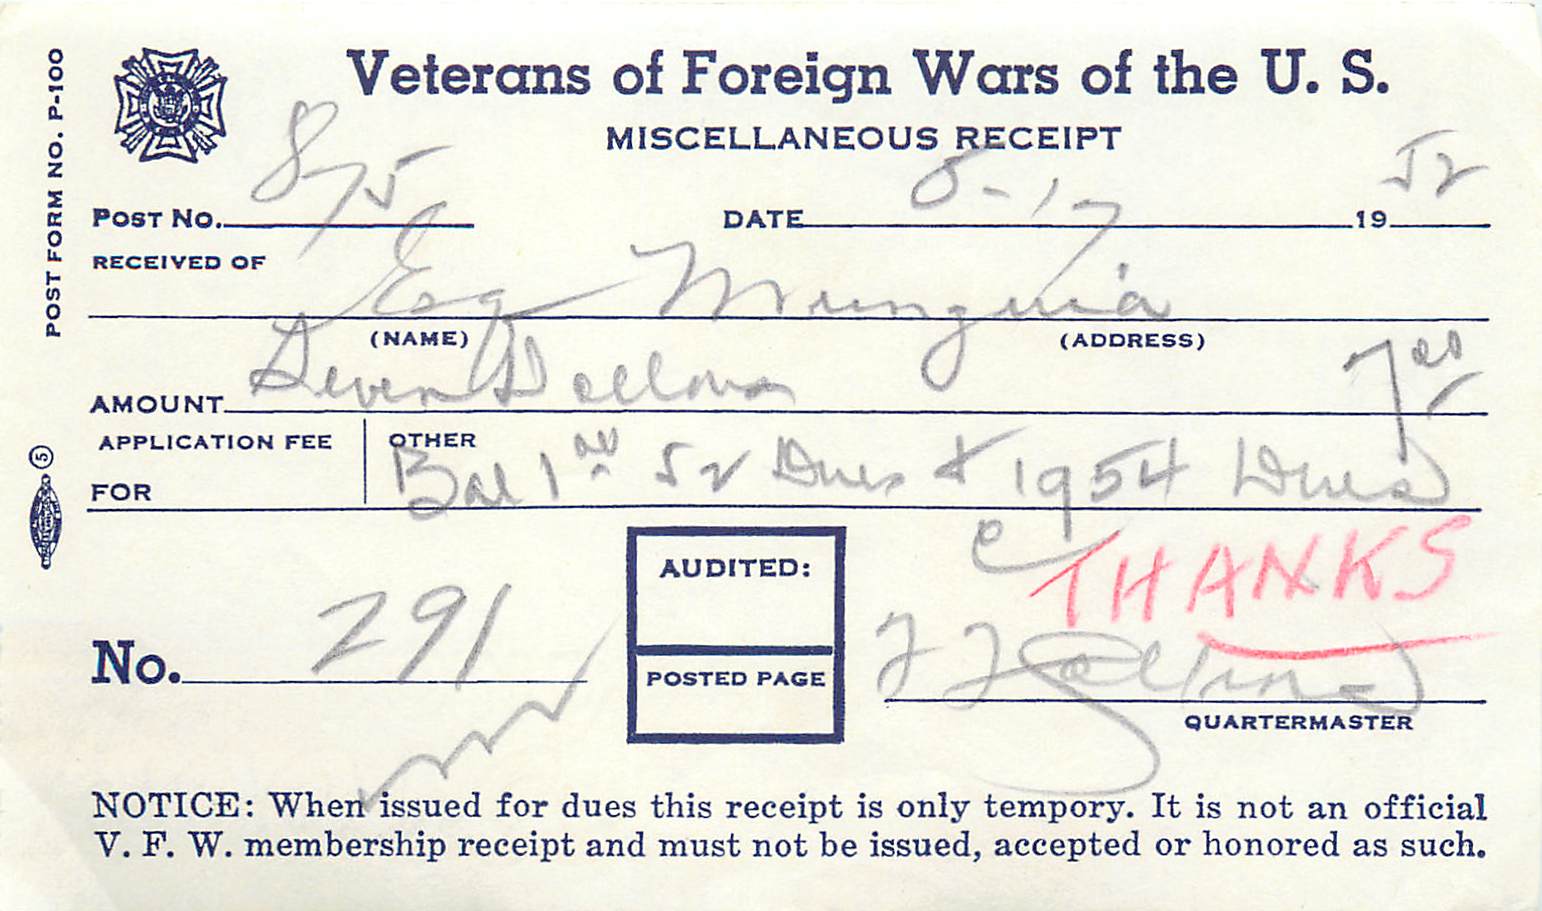 POST FORM NO. P-100
Veterans of Foreign Wars of the U. S.
MISCELLANEOUS RECEIPT
POST NO. 875 DATE 8-17 1952
RECEIVED OF
Munguia
(NAME) (ADDRESS)
AMOUNT Seven Dollars 7 00
APPLICATION FEE OTHER
FOR Bal 52 Dues & 1954 Dues
THANKS
AUDITED:
No. 291
POSTED PAGE
QUARTERMASTER
NOTICE: When issued for dues this receipt is only tempory. It is not an official
V. F. W. membership receipt and must not be issued, accepted or honored as such.
5